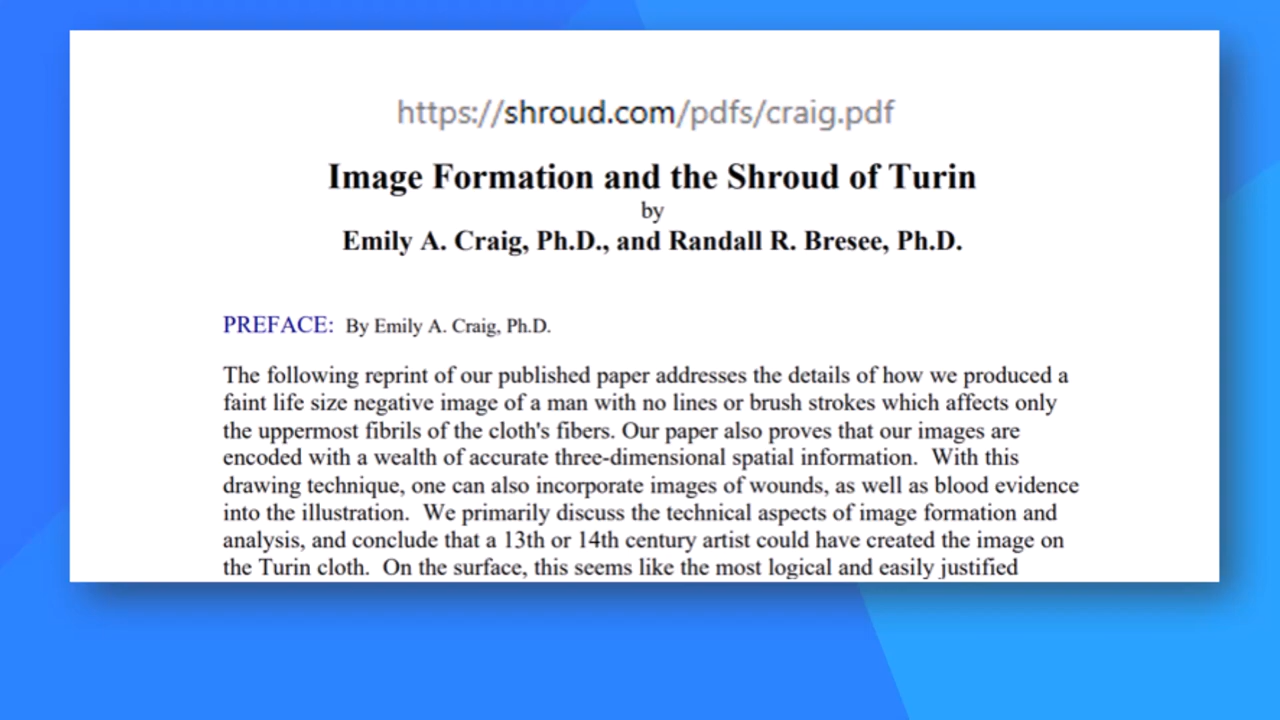 https://shroud.com/pdfs/craig.pdf
Image Formation and the Shroud of Turin
by
Emily A. Craig, Ph.D., and Randall R. Bresee, Ph.D.
PREFACE: By Emily A. Craig, Ph.D.
The following reprint of our published paper addresses the details of how we produced a
faint life size negative image of a man with no lines or brush strokes which affects only
the uppermost fibrils of the cloth's fibers. Our paper also proves that our images are
encoded with a wealth of accurate three-dimensional spatial information.  With this
drawing technique, one can also incorporate images of wounds, as well as blood evidence
into the illustration.  We primarily discuss the technical aspects of image formation and
analysis, and conclude that a 13th or 14th century artist could have created the image on
the Turin cloth.  On the surface, this seems like the most logical and easily justified